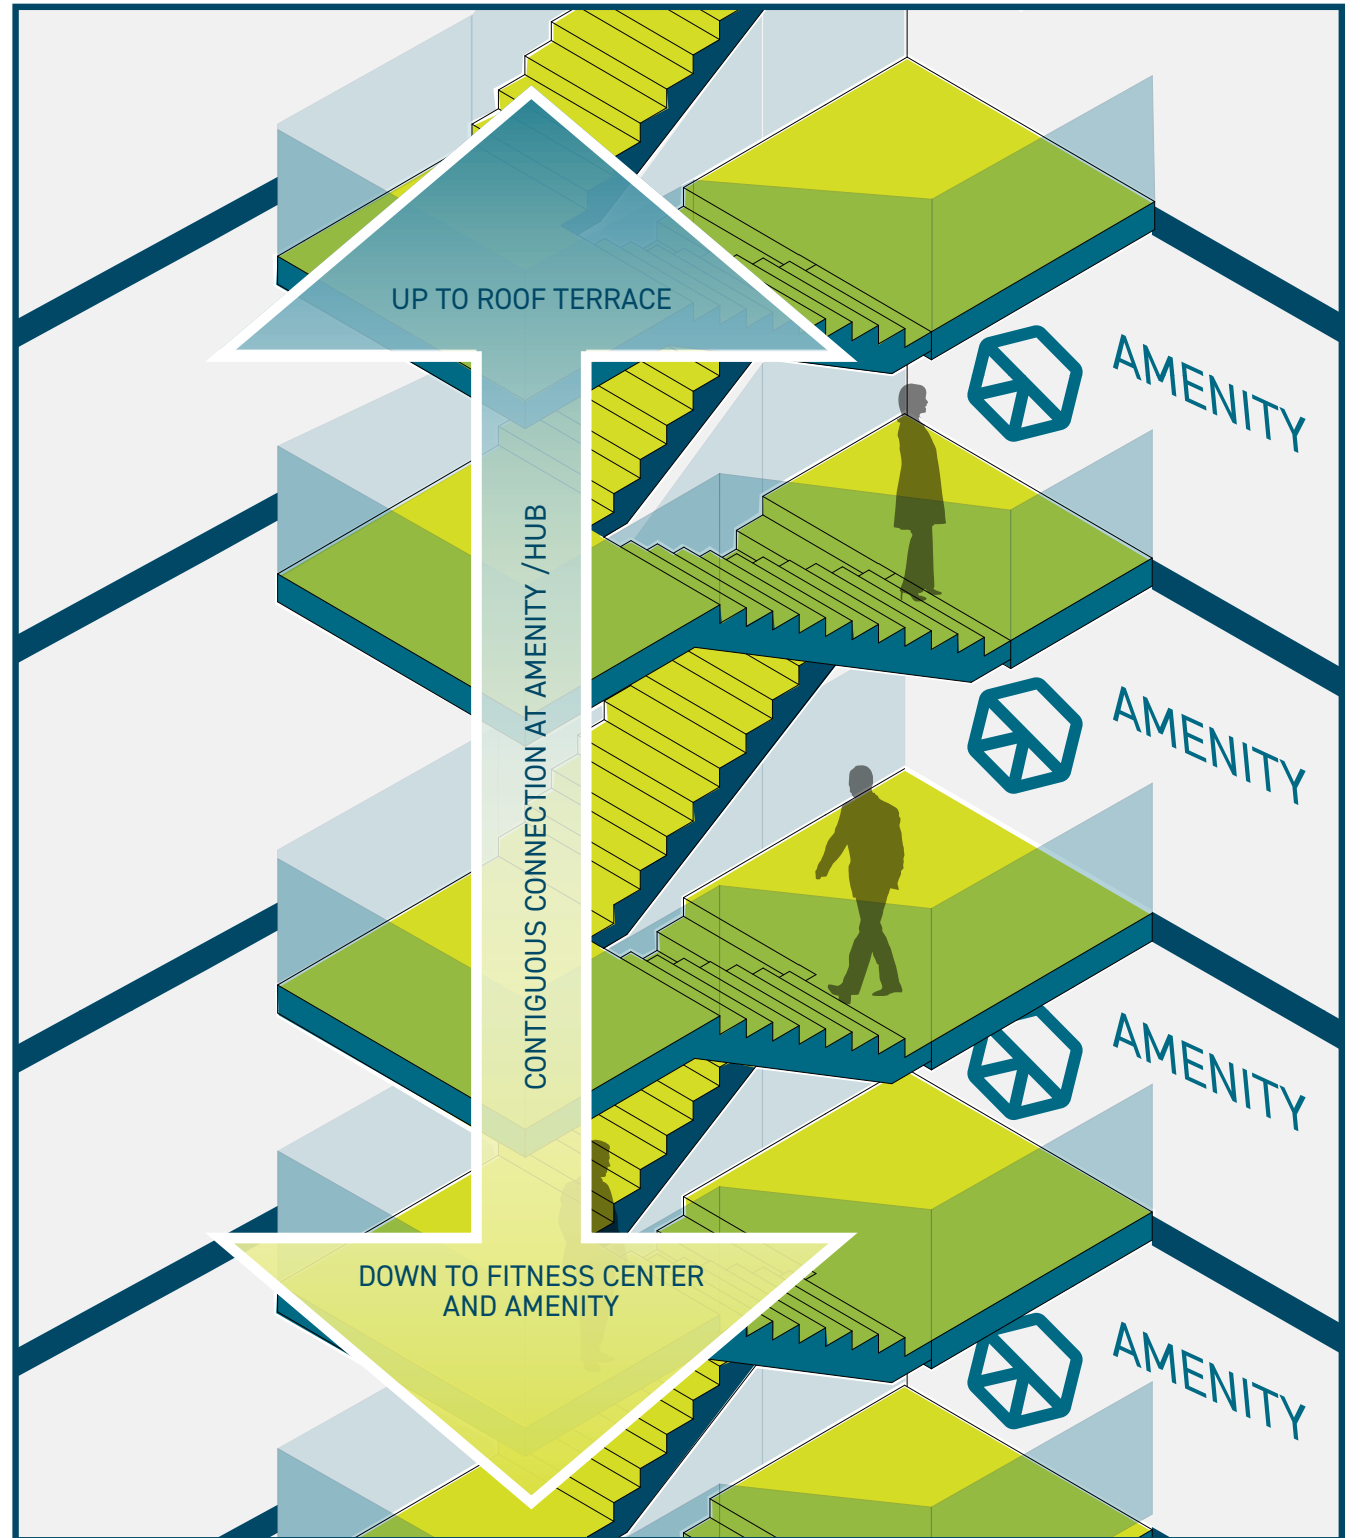 UP TO ROOF TERRACE
AMENITY
CONTIGUOUS CONNECTION AT AMENITY /HUB
AMENITY
AMENITY
DOWN TO FITNESS CENTER
AND AMENITY
AMENITY